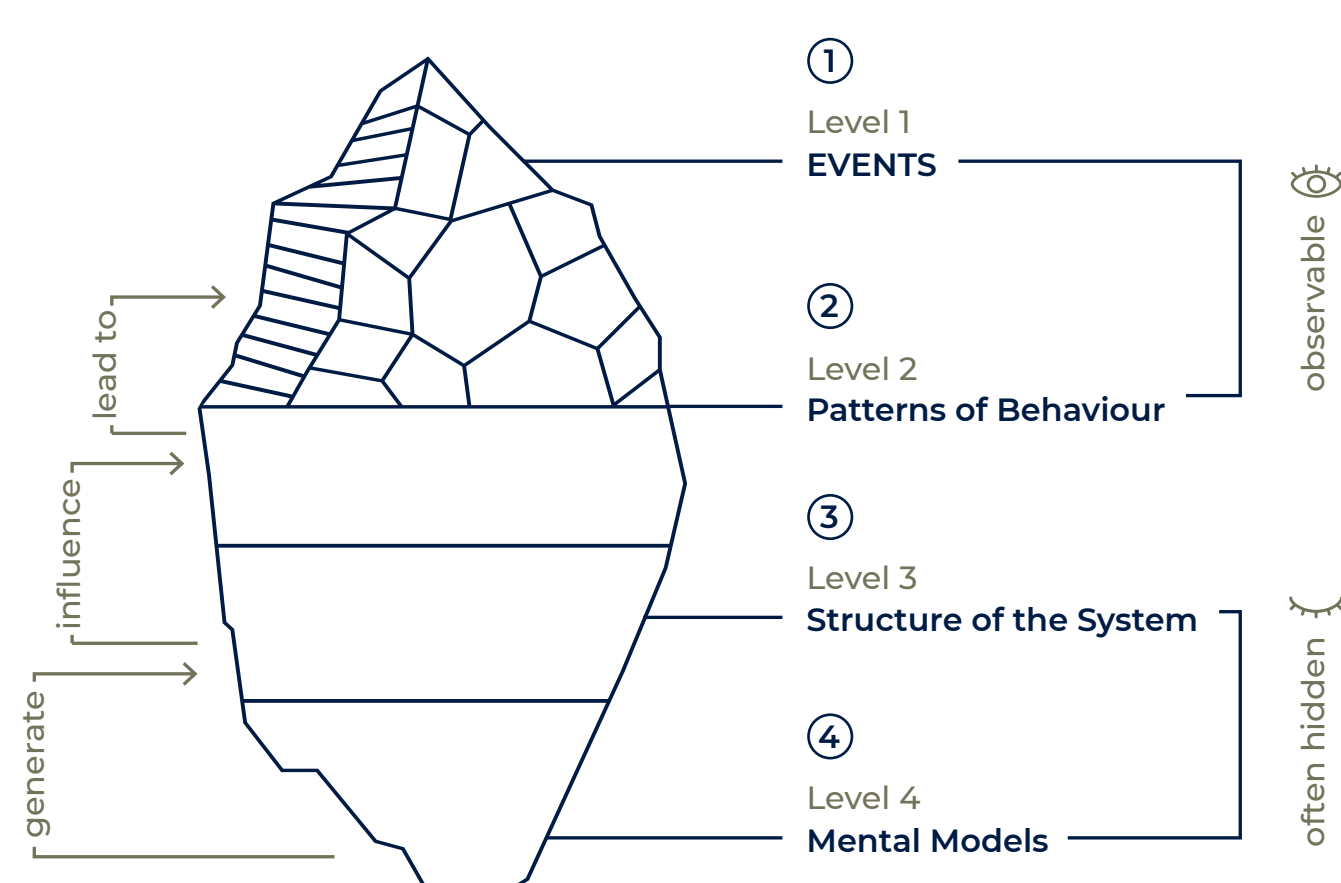 1
Level 1
EVENTS
2
Level 2
Patterns of Behaviour
3
Level 3
Structure of the System
4
Level 4
Mental Models
lead to
influence
generate
observable
often hidden